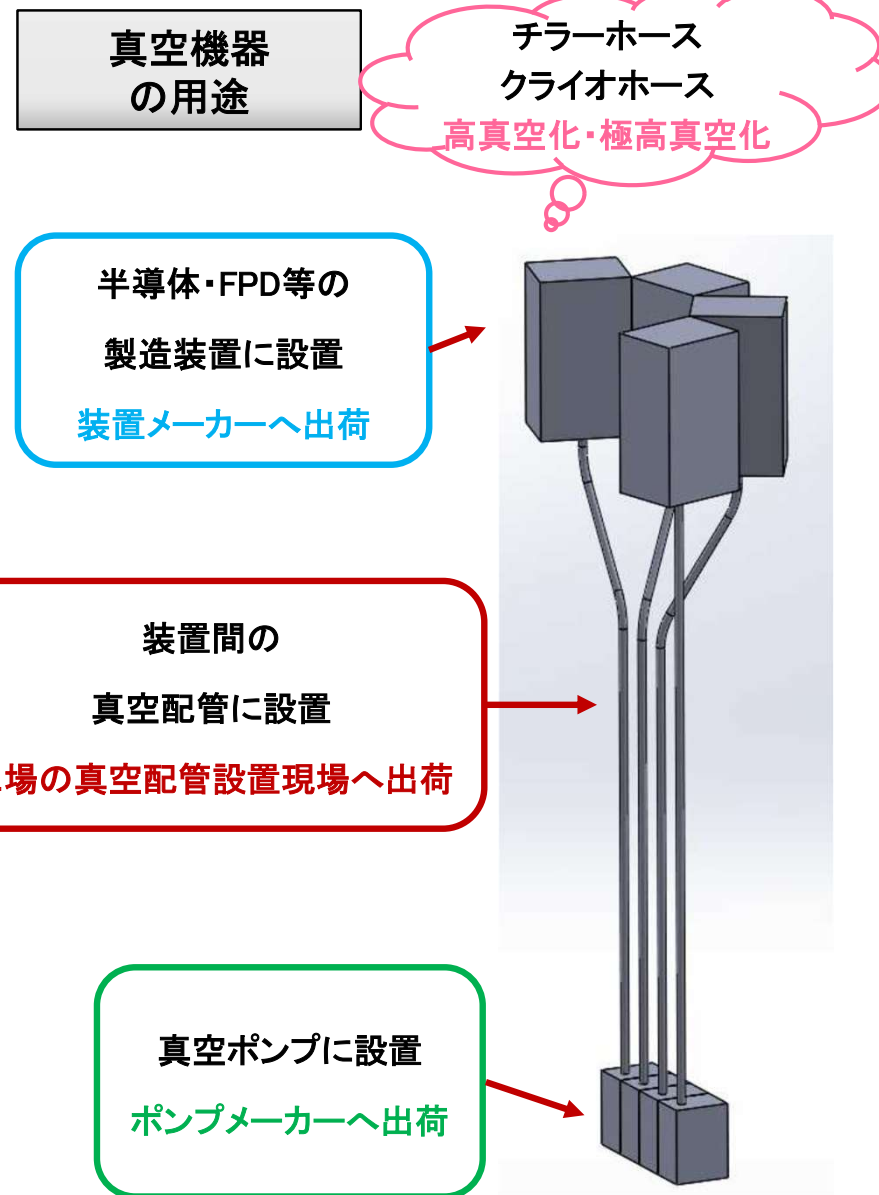 真空機器
の用途
チラーホース
クライオホース
高真空化・極高真空化
半導体・FPD等の
製造装置に設置
装置メーカーへ出荷
装置間の
真空配管に設置
場の真空配管設置現場へ出荷
真空ポンプに設置
ポンプメーカーへ出荷